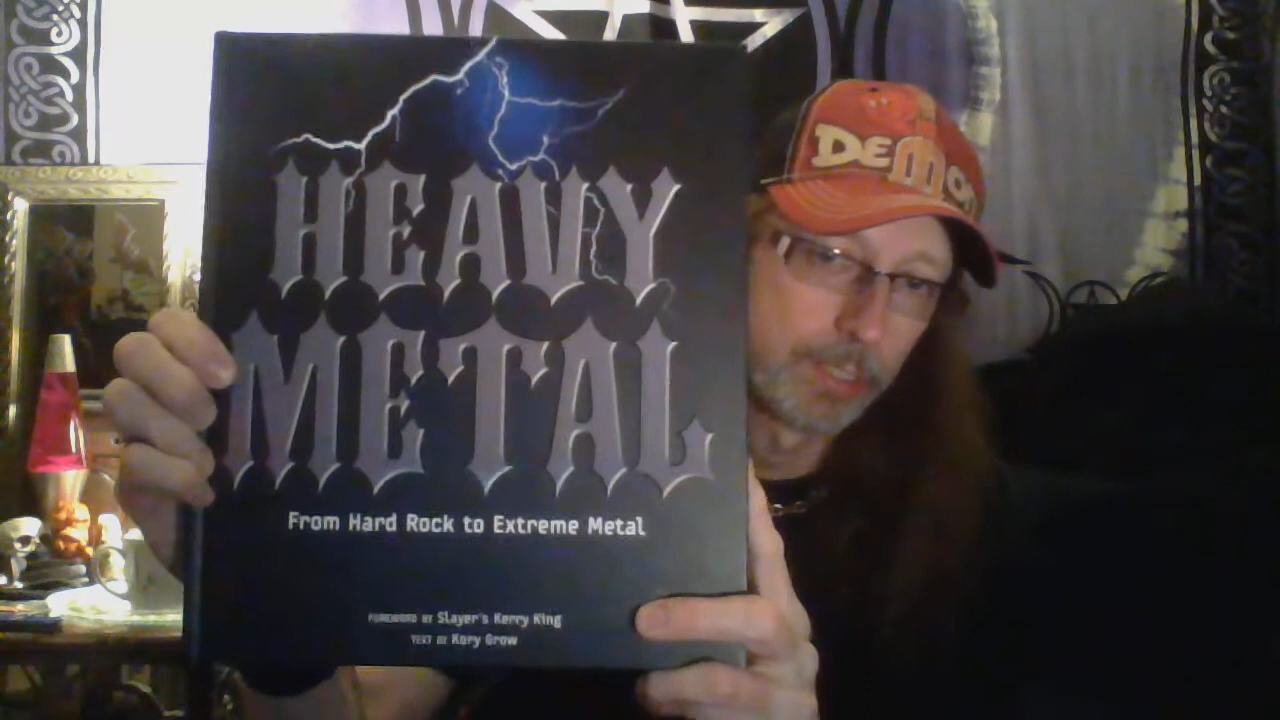 HEAVY
METAL
From Hard Rock to Extreme Metal
FOREWORD BY Slayer's Kerry King
TEXT BY Kory Grow
DEMON